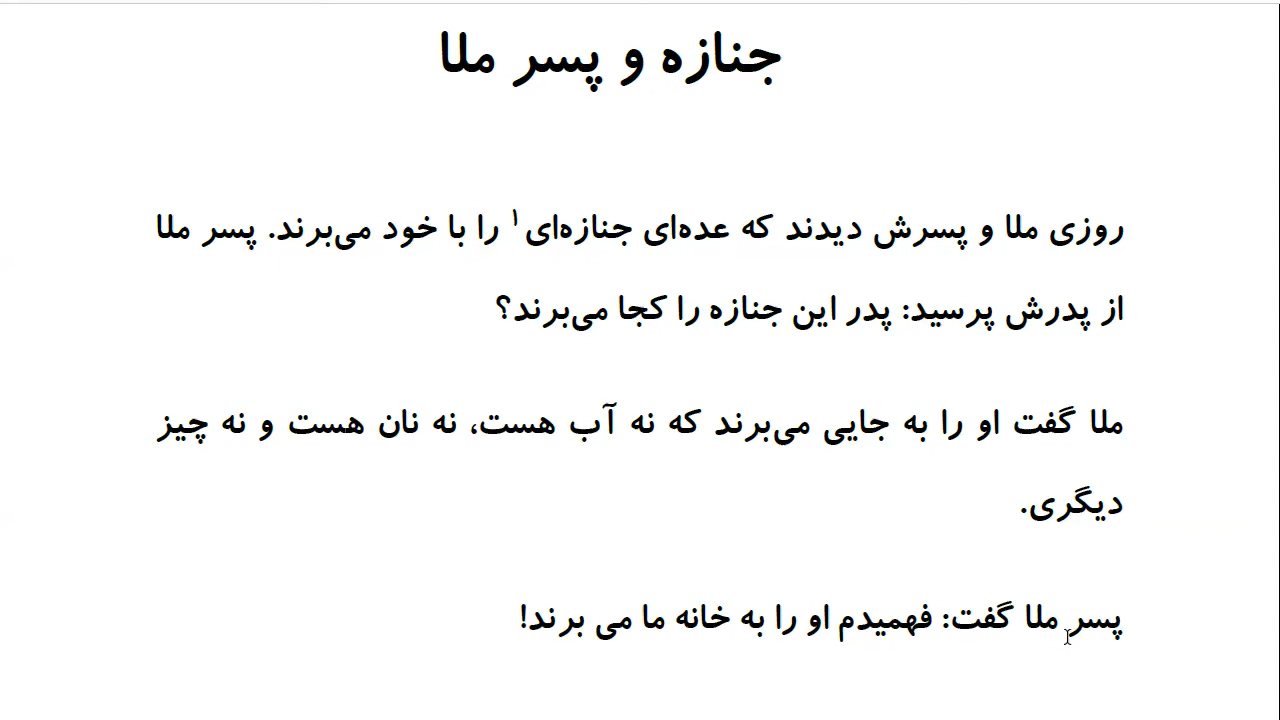 جنازه و پسر ملا
روزی ملا و پسرش دیدند که عده‌ای جنازه‌ای۱ را با خود می‌برند. پسر ملا
از پدرش پرسید: پدر این جنازه را کجا می‌برند؟
ملا گفت او را به جایی می‌برند که نه آب هست، نه نان هست و نه چیز
دیگری.
پسر ملا گفت: فهمیدم او را به خانه ما می برند!